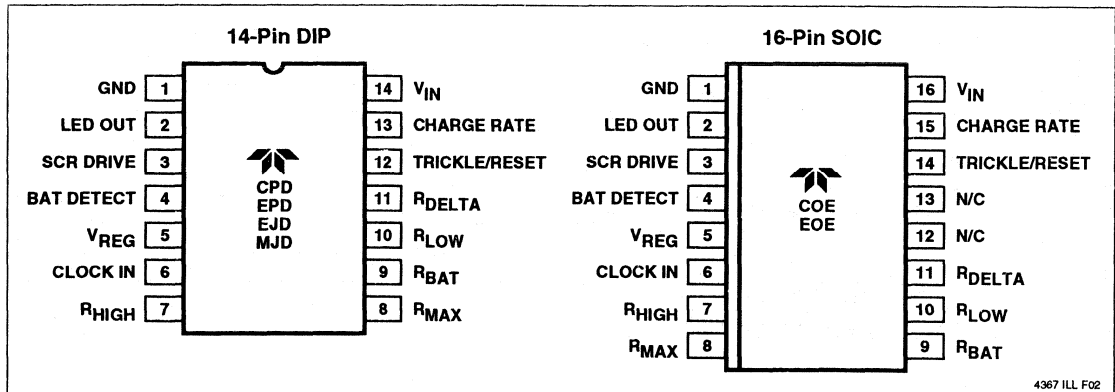 14-Pin DIP
GND 1
LED OUT 2
SCR DRIVE 3
BAT DETECT 4
VREG 5
CLOCK IN 6
RHIGH 7
CPD
EPD
EJD
MJD
14 VIN
13 CHARGE RATE
12 TRICKLE/RESET
11 RDELTA
10 RLOW
9 RBAT
8 RMAX
16-Pin SOIC
GND 1
LED OUT 2
SCR DRIVE 3
BAT DETECT 4
VREG 5
CLOCK IN 6
RHIGH 7
RMAX 8
COE
EOE
16 VIN
15 CHARGE RATE
14 TRICKLE/RESET
13 N/C
12 N/C
11 RDELTA
10 RLOW
9 RBAT
4367 ILL F02